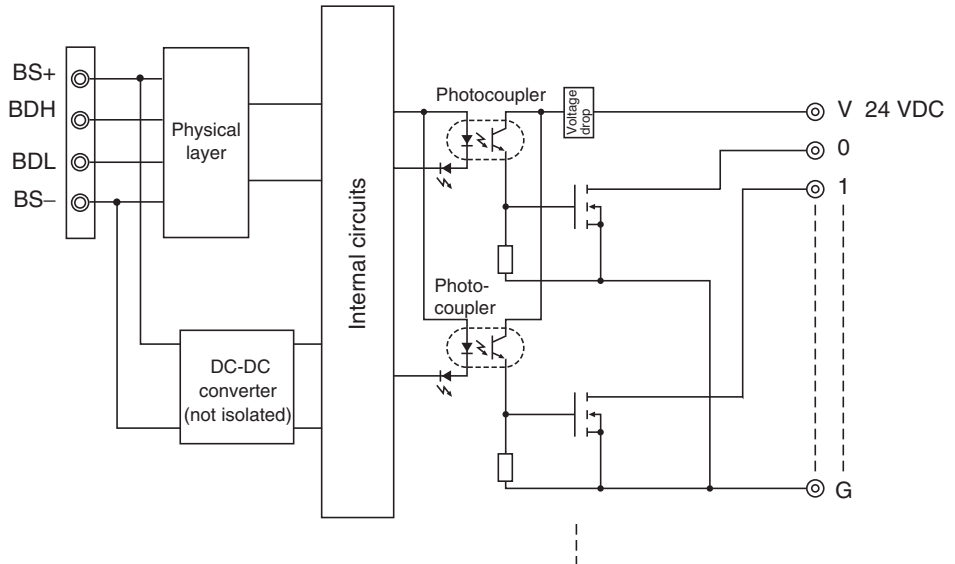 BS+
BDH
BDL
BS−
Physical
layer
DC-DC
converter
(not isolated)
Internal circuits
Photocoupler
Voltage
drop
Photo-
coupler
V 24 VDC
0
1
G